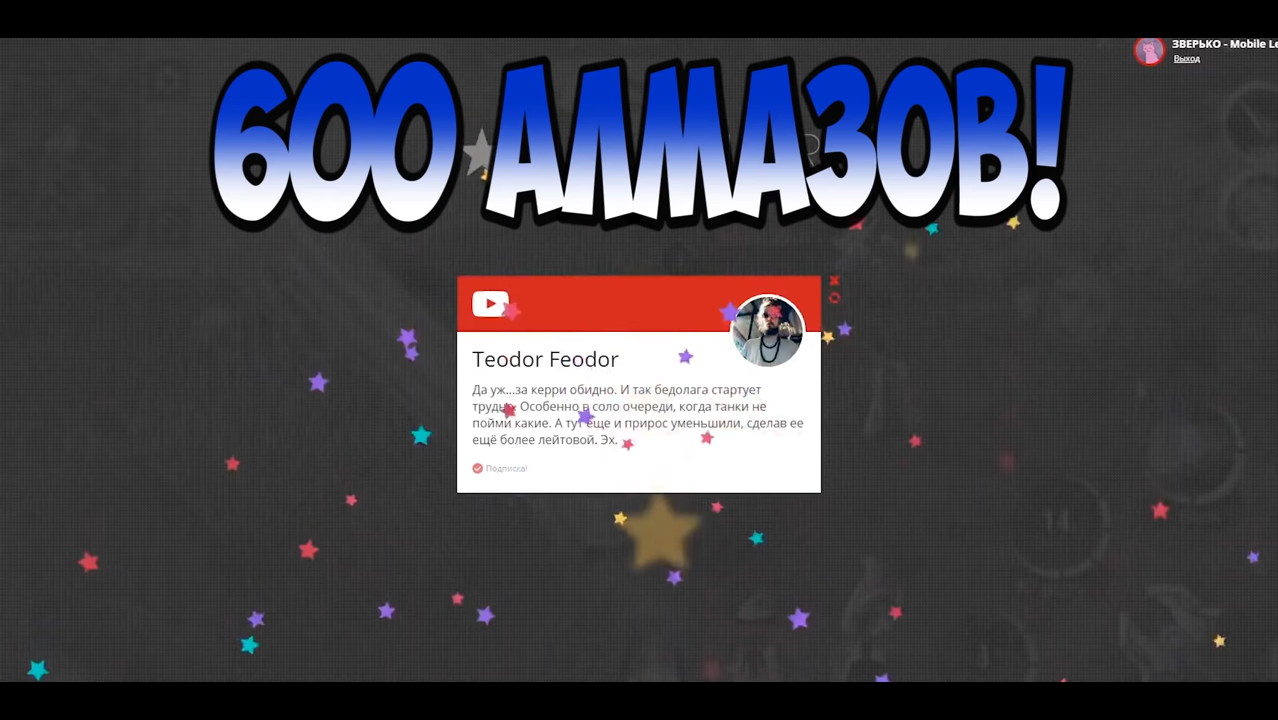 ЗВЕРЬКО - Mobile Le
Выход
600 АЛМАЗОВ!
Teodor Feodor
Да уж...за керри обидно. И так бедолага стартует
трудно. Особенно в соло очереди, когда танки не
пойми какие. А тут еще и прирос уменьшили, сделав ее
ещё более лейтовой. Эх.
Подписка!